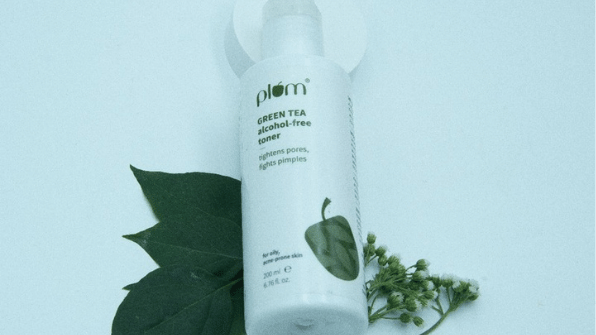 plum®
GREEN TEA
alcohol-free
toner
tightens pores,
fights pimples
for oily,
acne-prone skin
200 ml ℮
6.76 fl. oz.